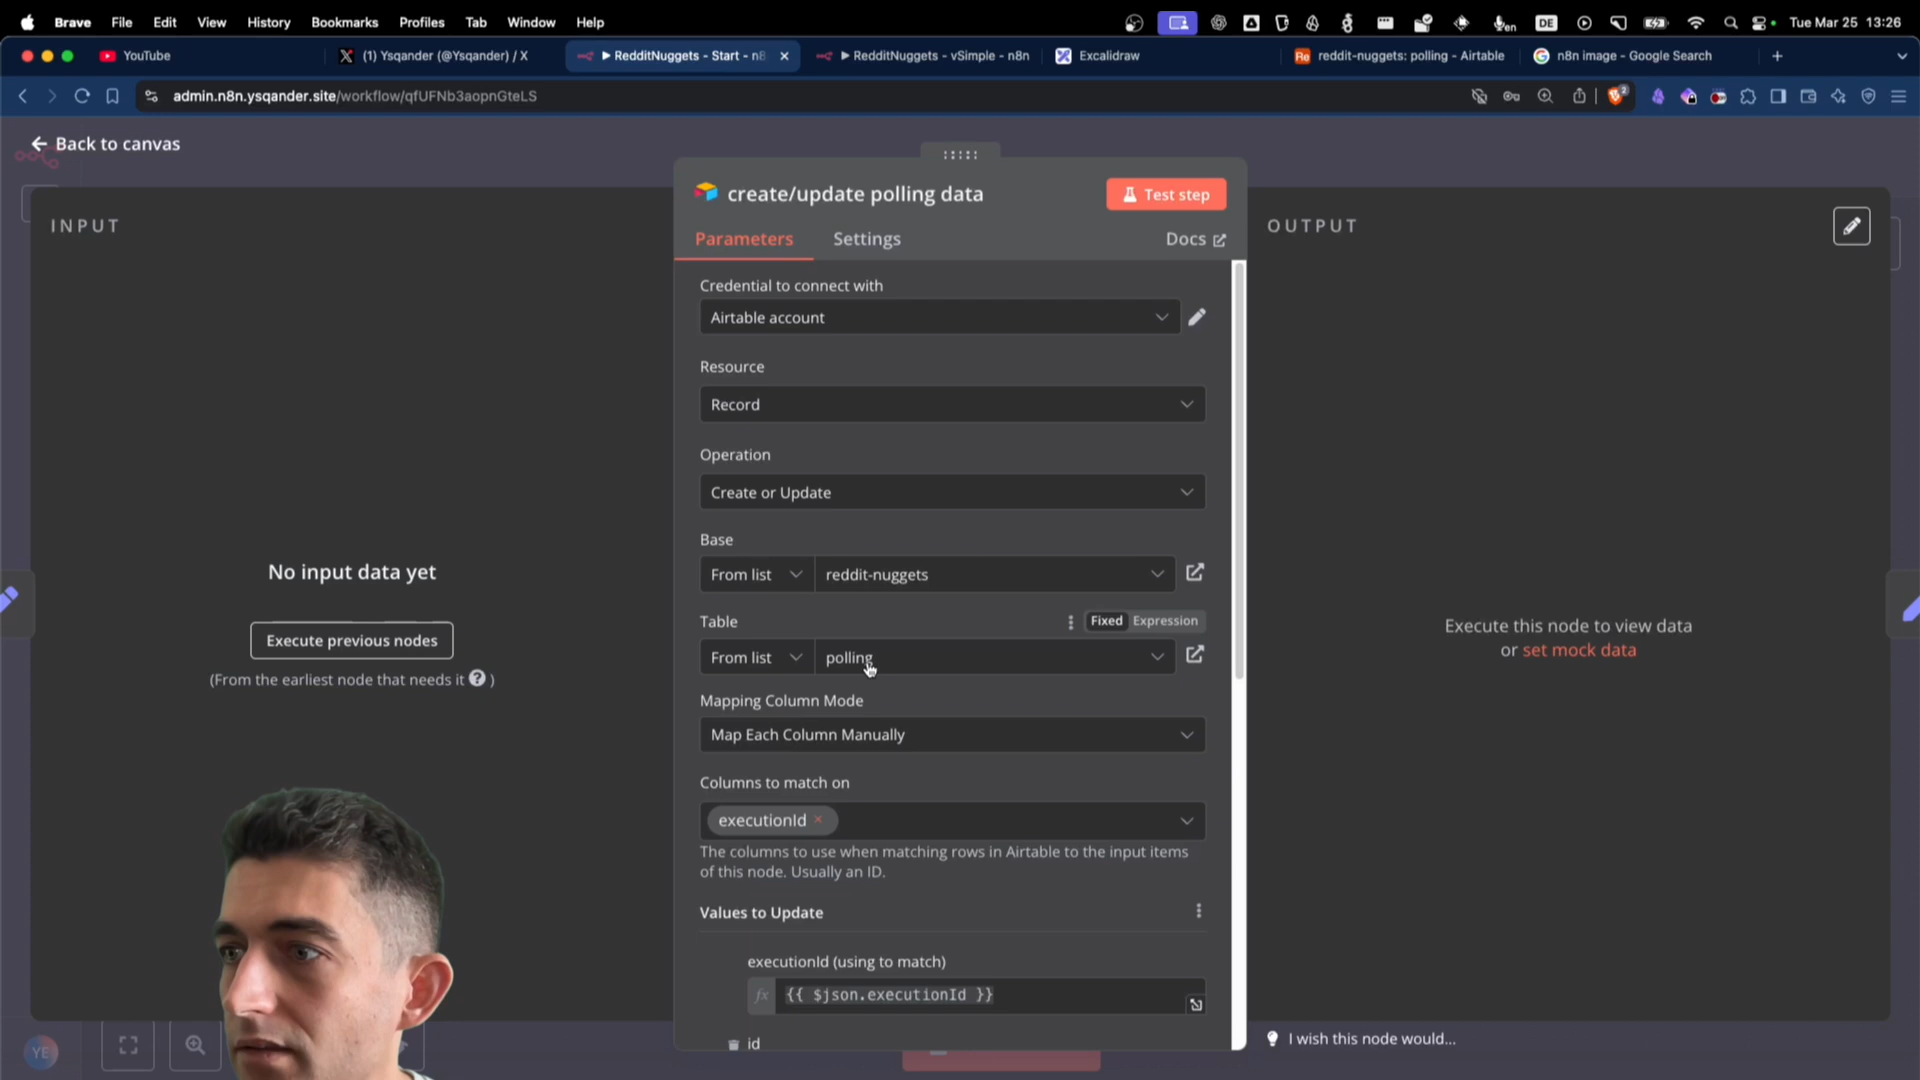 Brave File Edit View History Bookmarks Profiles Tab Window Help
en DE Tue Mar 25 13:26
YouTube
(1) Ysqander (@Ysqander) / X
▶ RedditNuggets - Start - n8
▶ RedditNuggets - vSimple - n8n
Excalidraw
Re reddit-nuggets: polling - Airtable
n8n image - Google Search
admin.n8n.ysqander.site/workflow/qfUFNb3aopnGteLS
2
Back to canvas
create/update polling data
Test step
INPUT
Parameters Settings Docs
OUTPUT
Credential to connect with
Airtable account
Resource
Record
Operation
Create or Update
Base
From list reddit-nuggets
No input data yet
Execute previous nodes
(From the earliest node that needs it ? )
Table Fixed Expression
From list polling
Execute this node to view data
or set mock data
Mapping Column Mode
Map Each Column Manually
Columns to match on
executionId ×
The columns to use when matching rows in Airtable to the input items
of this node. Usually an ID.
Values to Update
executionId (using to match)
fx {{ $json.executionId }}
id
YE
I wish this node would...